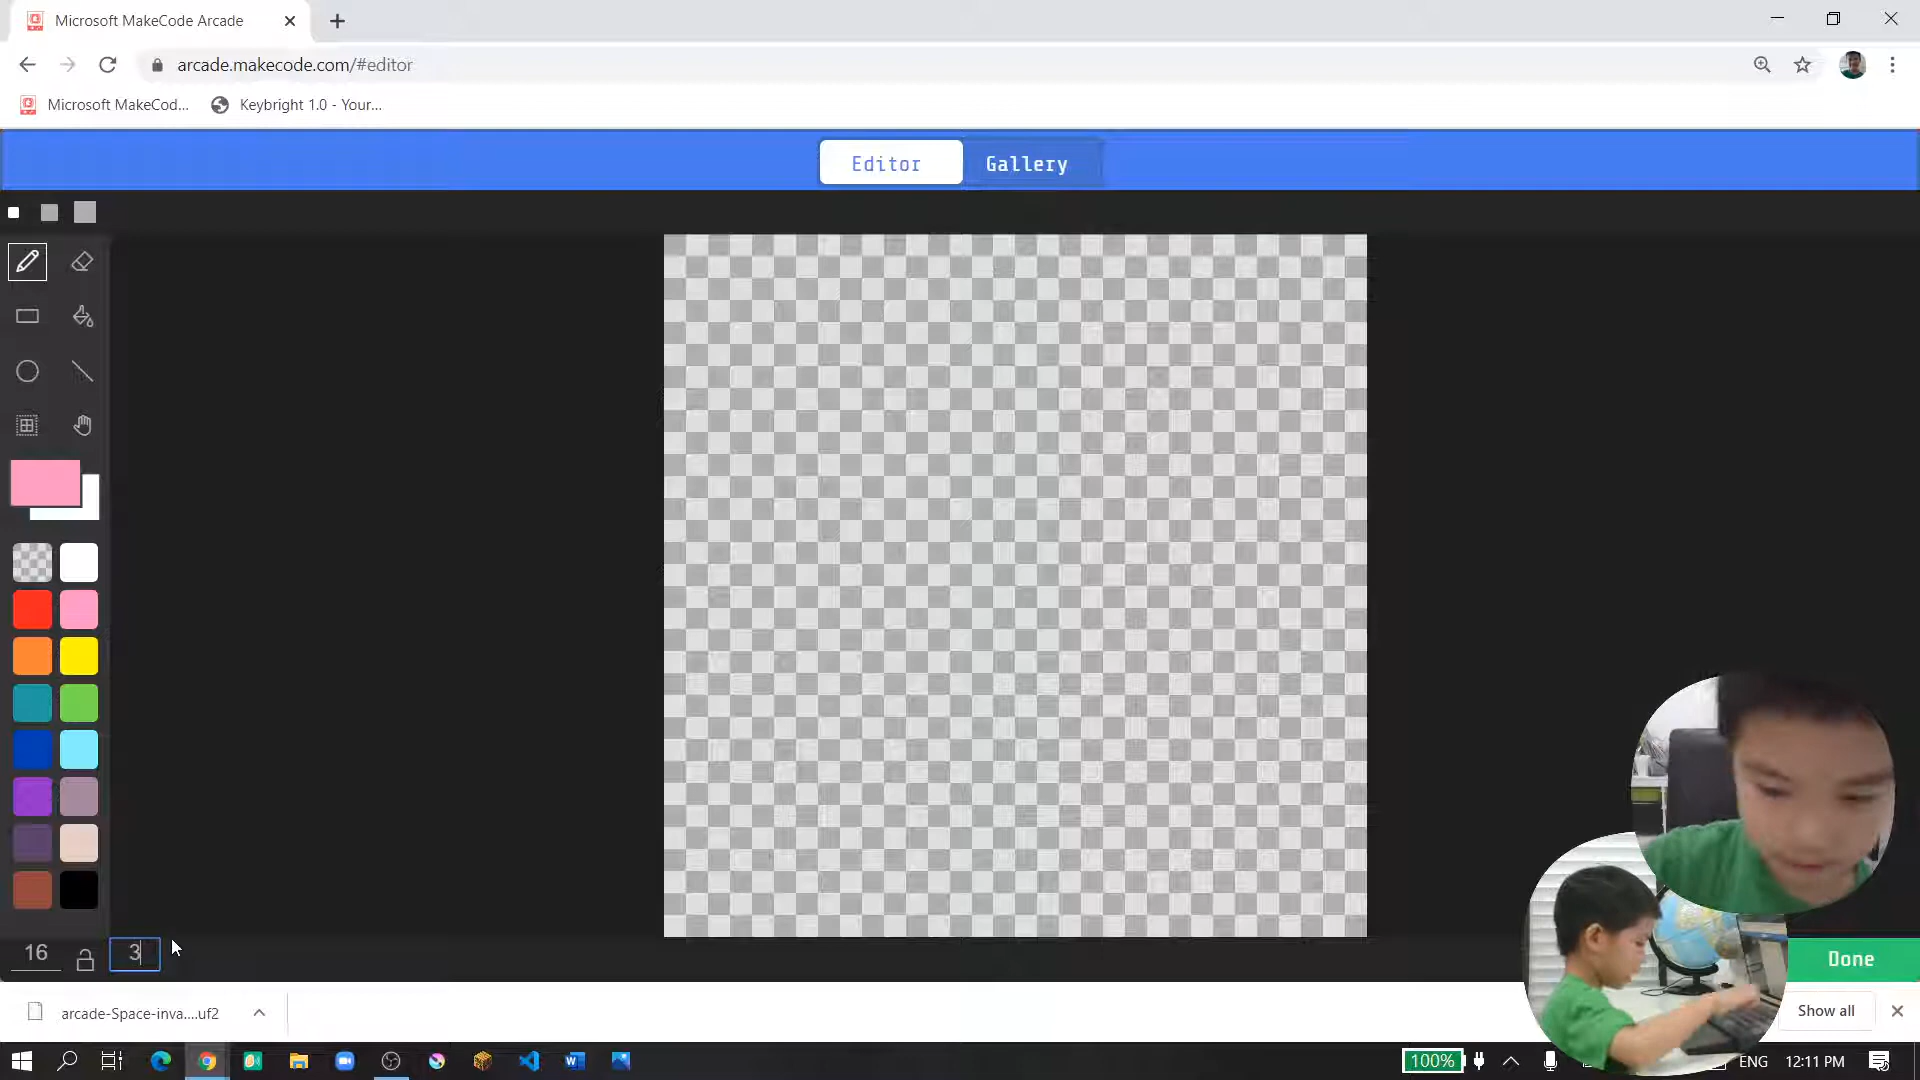 Microsoft MakeCode Arcade
arcade.makecode.com/#editor
Microsoft MakeCod...
Keybright 1.0 - Your...
Editor
Gallery
16
3
Done
arcade-Space-inva....uf2
Show all
100%
ENG
12:11 PM